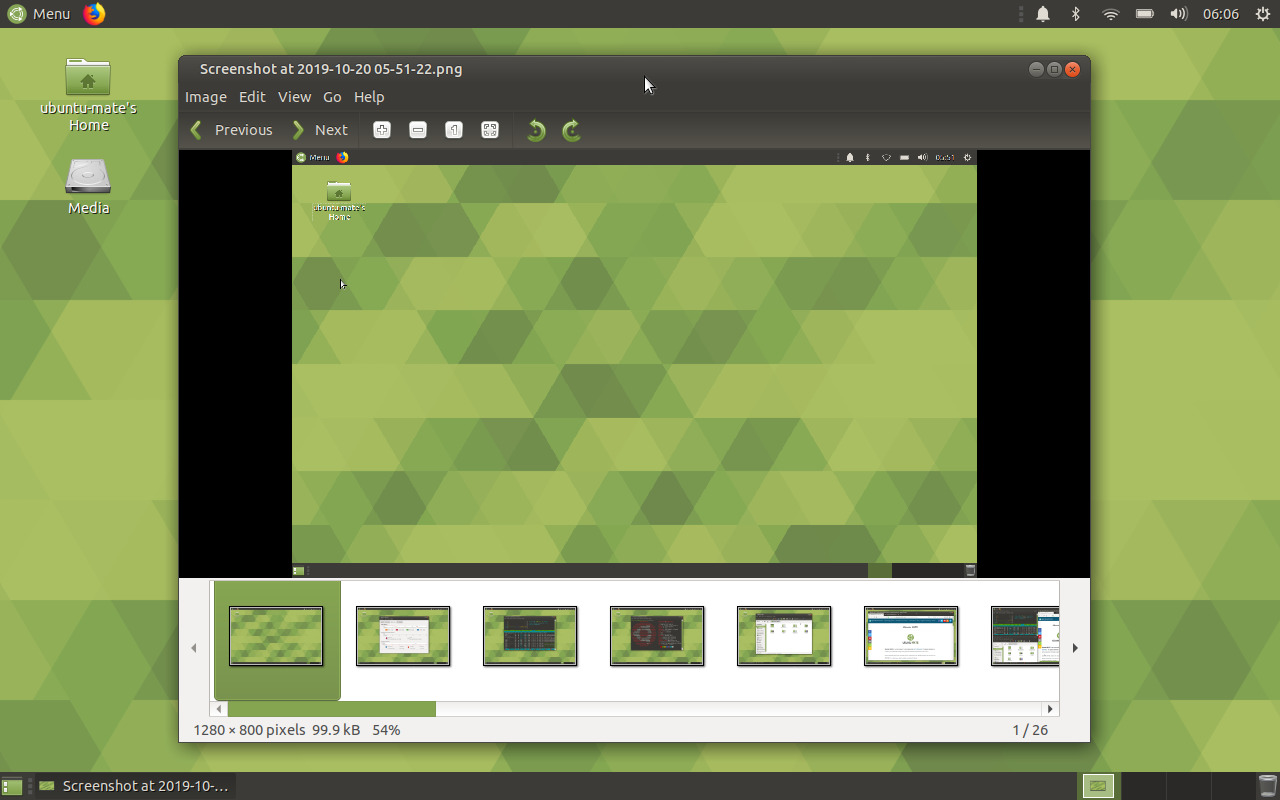 Menu
06:06
ubuntu-mate's
Home
Media
Screenshot at 2019-10-20 05-51-22.png
Image Edit View Go Help
Previous Next
Menu
05:51
ubuntu-mate's
Home
1280 × 800 pixels 99.9 kB 54%
1 / 26
Screenshot at 2019-10-...